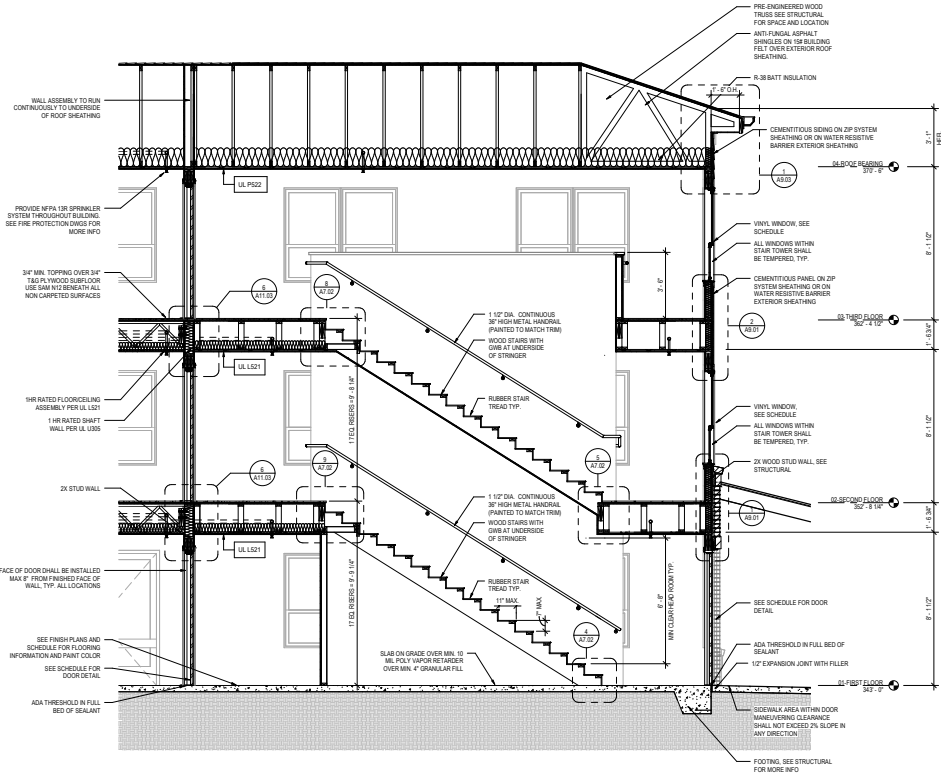 PRE-ENGINEERED WOOD
TRUSS SEE STRUCTURAL
FOR SPACE AND LOCATION
ANTI-FUNGAL ASPHALT
SHINGLES ON 15# BUILDING
FELT OVER EXTERIOR ROOF
SHEATHING.
R-38 BATT INSULATION
1' - 6" O.H.
WALL ASSEMBLY TO RUN
CONTINUOUSLY TO UNDERSIDE
OF ROOF SHEATHING
CEMENTITIOUS SIDING ON ZIP SYSTEM
SHEATHING OR ON WATER RESISTIVE
BARRIER EXTERIOR SHEATHING
3' - 1"
04-ROOF BEARING
370' - 6"
1
A9.03
UL P522
PROVIDE NFPA 13R SPRINKLER
SYSTEM THROUGHOUT BUILDING.
SEE FIRE PROTECTION DWGS FOR
MORE INFO
VINYL WINDOW, SEE
SCHEDULE
ALL WINDOWS WITHIN
STAIR TOWER SHALL
BE TEMPERED, TYP.
8' - 1 1/2"
3/4" MIN. TOPPING OVER 3/4"
T&G PLYWOOD SUBFLOOR
USE SAM N12 BENEATH ALL
NON CARPETED SURFACES
6
A11.03
8
A7.02
3' - 6"
CEMENTITIOUS PANEL ON ZIP
SYSTEM SHEATHING OR ON
WATER RESISTIVE BARRIER
EXTERIOR SHEATHING
1 1/2" DIA. CONTINUOUS
36" HIGH METAL HANDRAIL
(PAINTED TO MATCH TRIM)
WOOD STAIRS WITH
GWB AT UNDERSIDE
OF STRINGER
03-THIRD FLOOR
362' - 4 1/2"
2
A9.01
1' - 6 3/4"
UL L521
1HR RATED FLOOR/CEILING
ASSEMBLY PER UL L521
1 HR RATED SHAFT
WALL PER UL U305
17 EQ. RISERS = 9' - 8 1/4"
RUBBER STAIR
TREAD TYP.
VINYL WINDOW,
SEE SCHEDULE
ALL WINDOWS WITHIN
STAIR TOWER SHALL
BE TEMPERED, TYP.
8' - 1 1/2"
6
A11.03
9
A7.02
5
A7.02
2X WOOD STUD WALL, SEE
STRUCTURAL
2X STUD WALL
1 1/2" DIA. CONTINUOUS
36" HIGH METAL HANDRAIL
(PAINTED TO MATCH TRIM)
WOOD STAIRS WITH
GWB AT UNDERSIDE
OF STRINGER
02-SECOND FLOOR
352' - 8 1/4"
1
A9.01
1' - 6 3/4"
UL L521
FACE OF DOOR DHALL BE INSTALLED
MAX 8" FROM FINISHED FACE OF
WALL, TYP. ALL LOCATIONS
17 EQ. RISERS = 9' - 9 1/4"
RUBBER STAIR
TREAD TYP.
11" MAX.
7" MAX
6' - 8"
MIN. CLEAR HEAD ROOM TYP.
8' - 1 1/2"
SEE SCHEDULE FOR DOOR
DETAIL
4
A7.02
SEE FINISH PLANS AND
SCHEDULE FOR FLOORING
INFORMATION AND PAINT COLOR
SEE SCHEDULE FOR
DOOR DETAIL
ADA THRESHOLD IN FULL
BED OF SEALANT
SLAB ON GRADE OVER MIN. 10
MIL POLY VAPOR RETARDER
OVER MIN. 4" GRANULAR FILL
ADA THRESHOLD IN FULL BED OF
SEALANT
1/2" EXPANSION JOINT WITH FILLER
01-FIRST FLOOR
343' - 0"
SIDEWALK AREA WITHIN DOOR
MANEUVERING CLEARANCE
SHALL NOT EXCEED 2% SLOPE IN
ANY DIRECTION
FOOTING, SEE STRUCTURAL
FOR MORE INFO